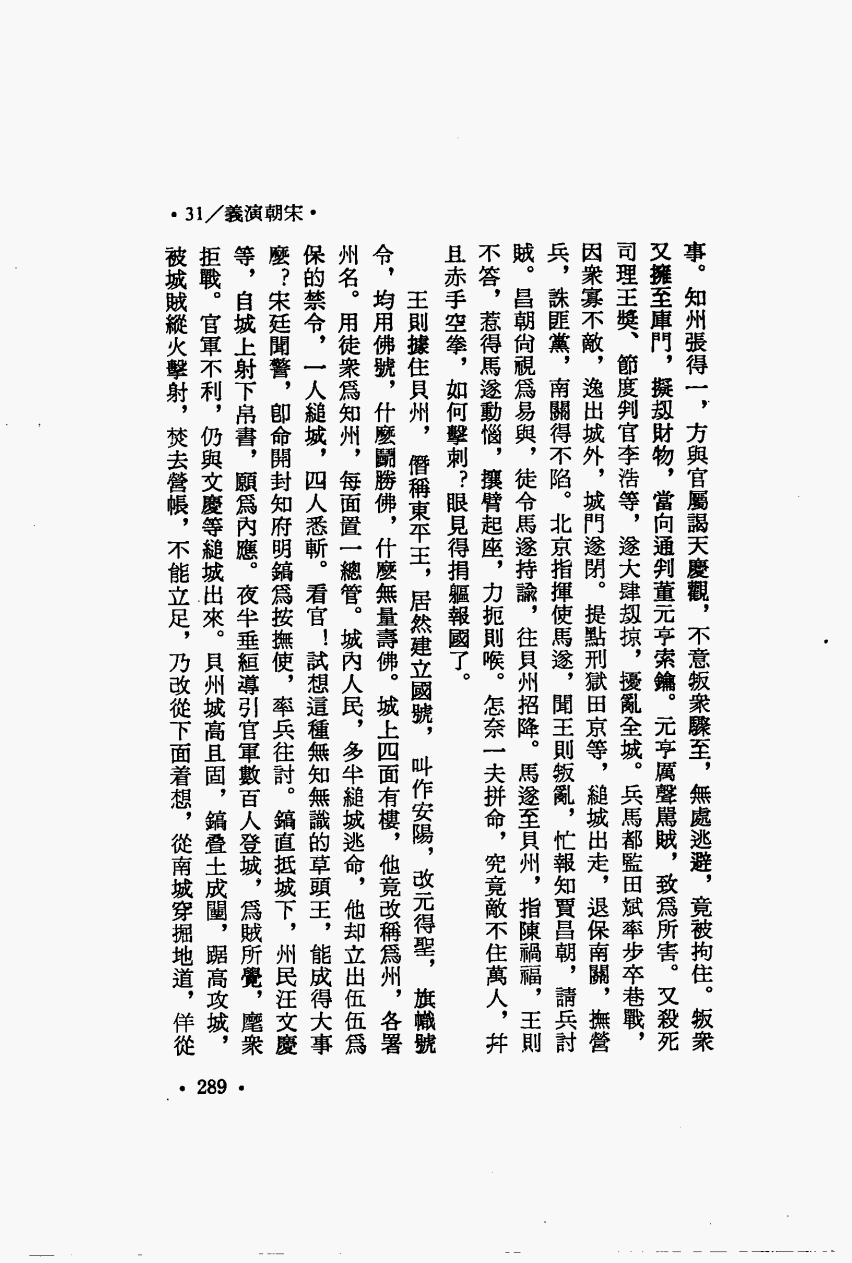 •31／義演朝宋•
事。知州張得一，方與官屬謁天慶觀，不意叛衆驟至，無處逃避，竟被拘住。叛衆
又擁至庫門，擬刼財物，當向通判董元亨索鑰。元亨厲聲罵賊，致爲所害。又殺死
司理王獎、節度判官李浩等，遂大肆刼掠，擾亂全城。兵馬都監田斌率步卒巷戰，
因衆寡不敵，逸出城外，城門遂閉。提點刑獄田京等，縋城出走，退保南關，撫營
兵，誅匪黨，南關得不陷。北京指揮使馬遂，聞王則叛亂，忙報知賈昌朝，請兵討
賊。昌朝尙視爲易與，徒令馬遂持諭，往貝州招降。馬遂至貝州，指陳禍福，王則
不答，惹得馬遂動惱，攘臂起座，力扼則喉。怎奈一夫拼命，究竟敵不住萬人，幷
且赤手空拳，如何擊刺？眼見得捐軀報國了。
王則據住貝州，僭稱東平王，居然建立國號，叫作安陽，改元得聖，旗幟號
令，均用佛號，什麼鬭勝佛，什麼無量壽佛。城上四面有樓，他竟改稱爲州，各署
州名。用徒衆爲知州，每面置一總管。城內人民，多半縋城逃命，他却立出伍伍爲
保的禁令，一人縋城，四人悉斬。看官！試想這種無知無識的草頭王，能成得大事
麼？宋廷聞警，卽命開封知府明鎬爲按撫使，率兵往討。鎬直抵城下，州民汪文慶
等，自城上射下帛書，願爲內應。夜半垂絙導引官軍數百人登城，爲賊所覺，麾衆
拒戰。官軍不利，仍與文慶等縋城出來。貝州城高且固，鎬叠土成闉，踞高攻城，
被城賊縱火擊射，焚去營帳，不能立足，乃改從下面着想，從南城穿掘地道，佯從
•289•